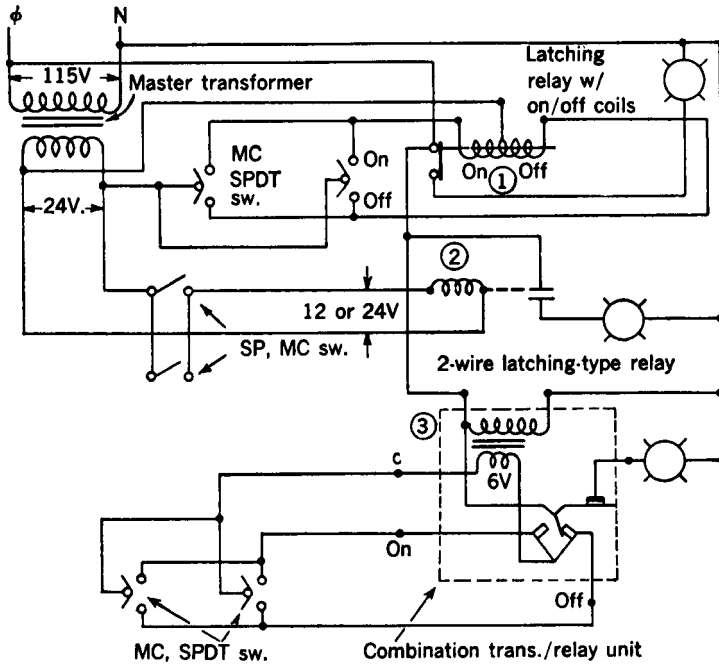 ϕ N
115V
Master transformer
Latching
relay w/
on/off coils
MC
SPDT
sw.
On
Off
On Off
①
24V.
②
12 or 24V
SP, MC sw.
2-wire latching-type relay
③
c
6V
On
Off
MC, SPDT sw.
Combination trans./relay unit